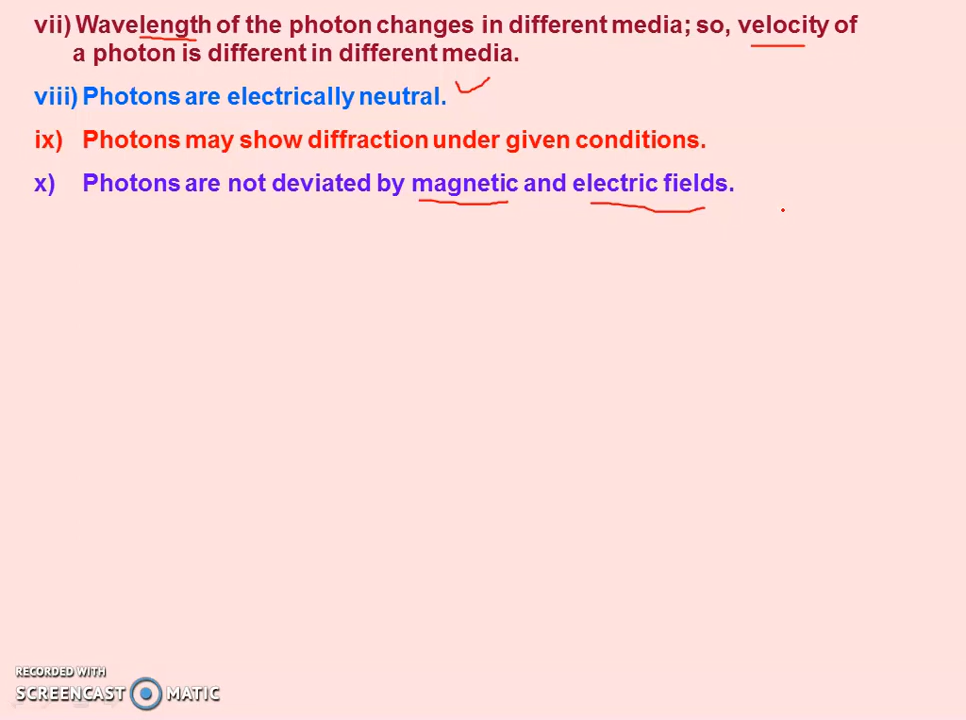 vii) Wavelength of the photon changes in different media; so, velocity of
a photon is different in different media.
viii) Photons are electrically neutral.
ix) Photons may show diffraction under given conditions.
x) Photons are not deviated by magnetic and electric fields.
RECORDED WITH
SCREENCAST MATIC